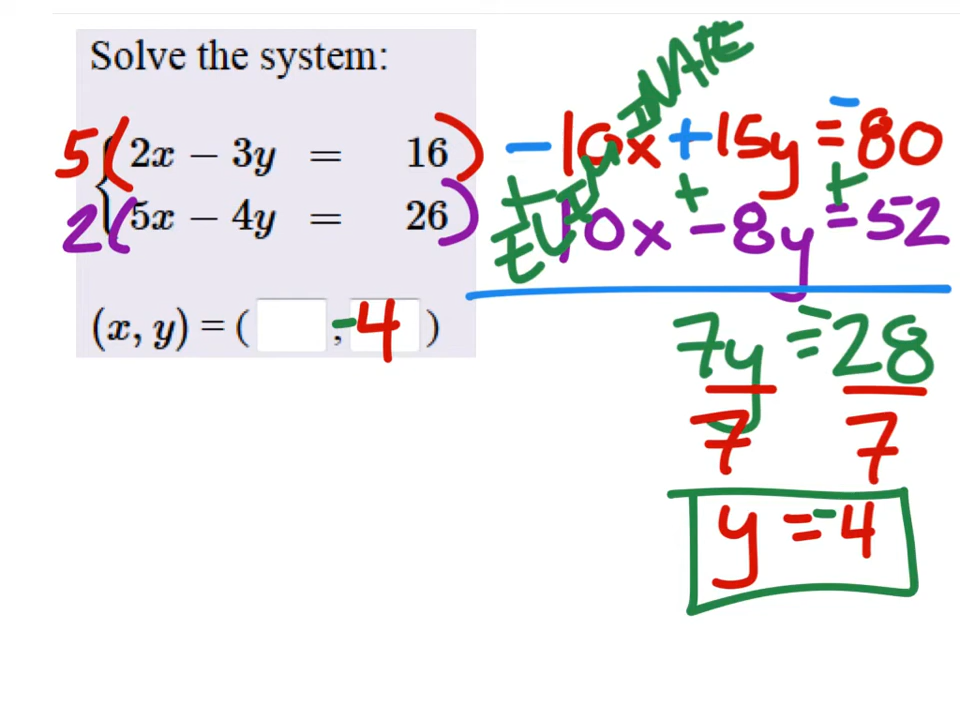 Solve the system:
5(2x − 3y = 16)
2(5x − 4y = 26)
(x, y) = ( , -4 )
ELIMINATE
-10x +15y = -80
+ + +
10x - 8y = 52
7y = -28
7 7
y = -4